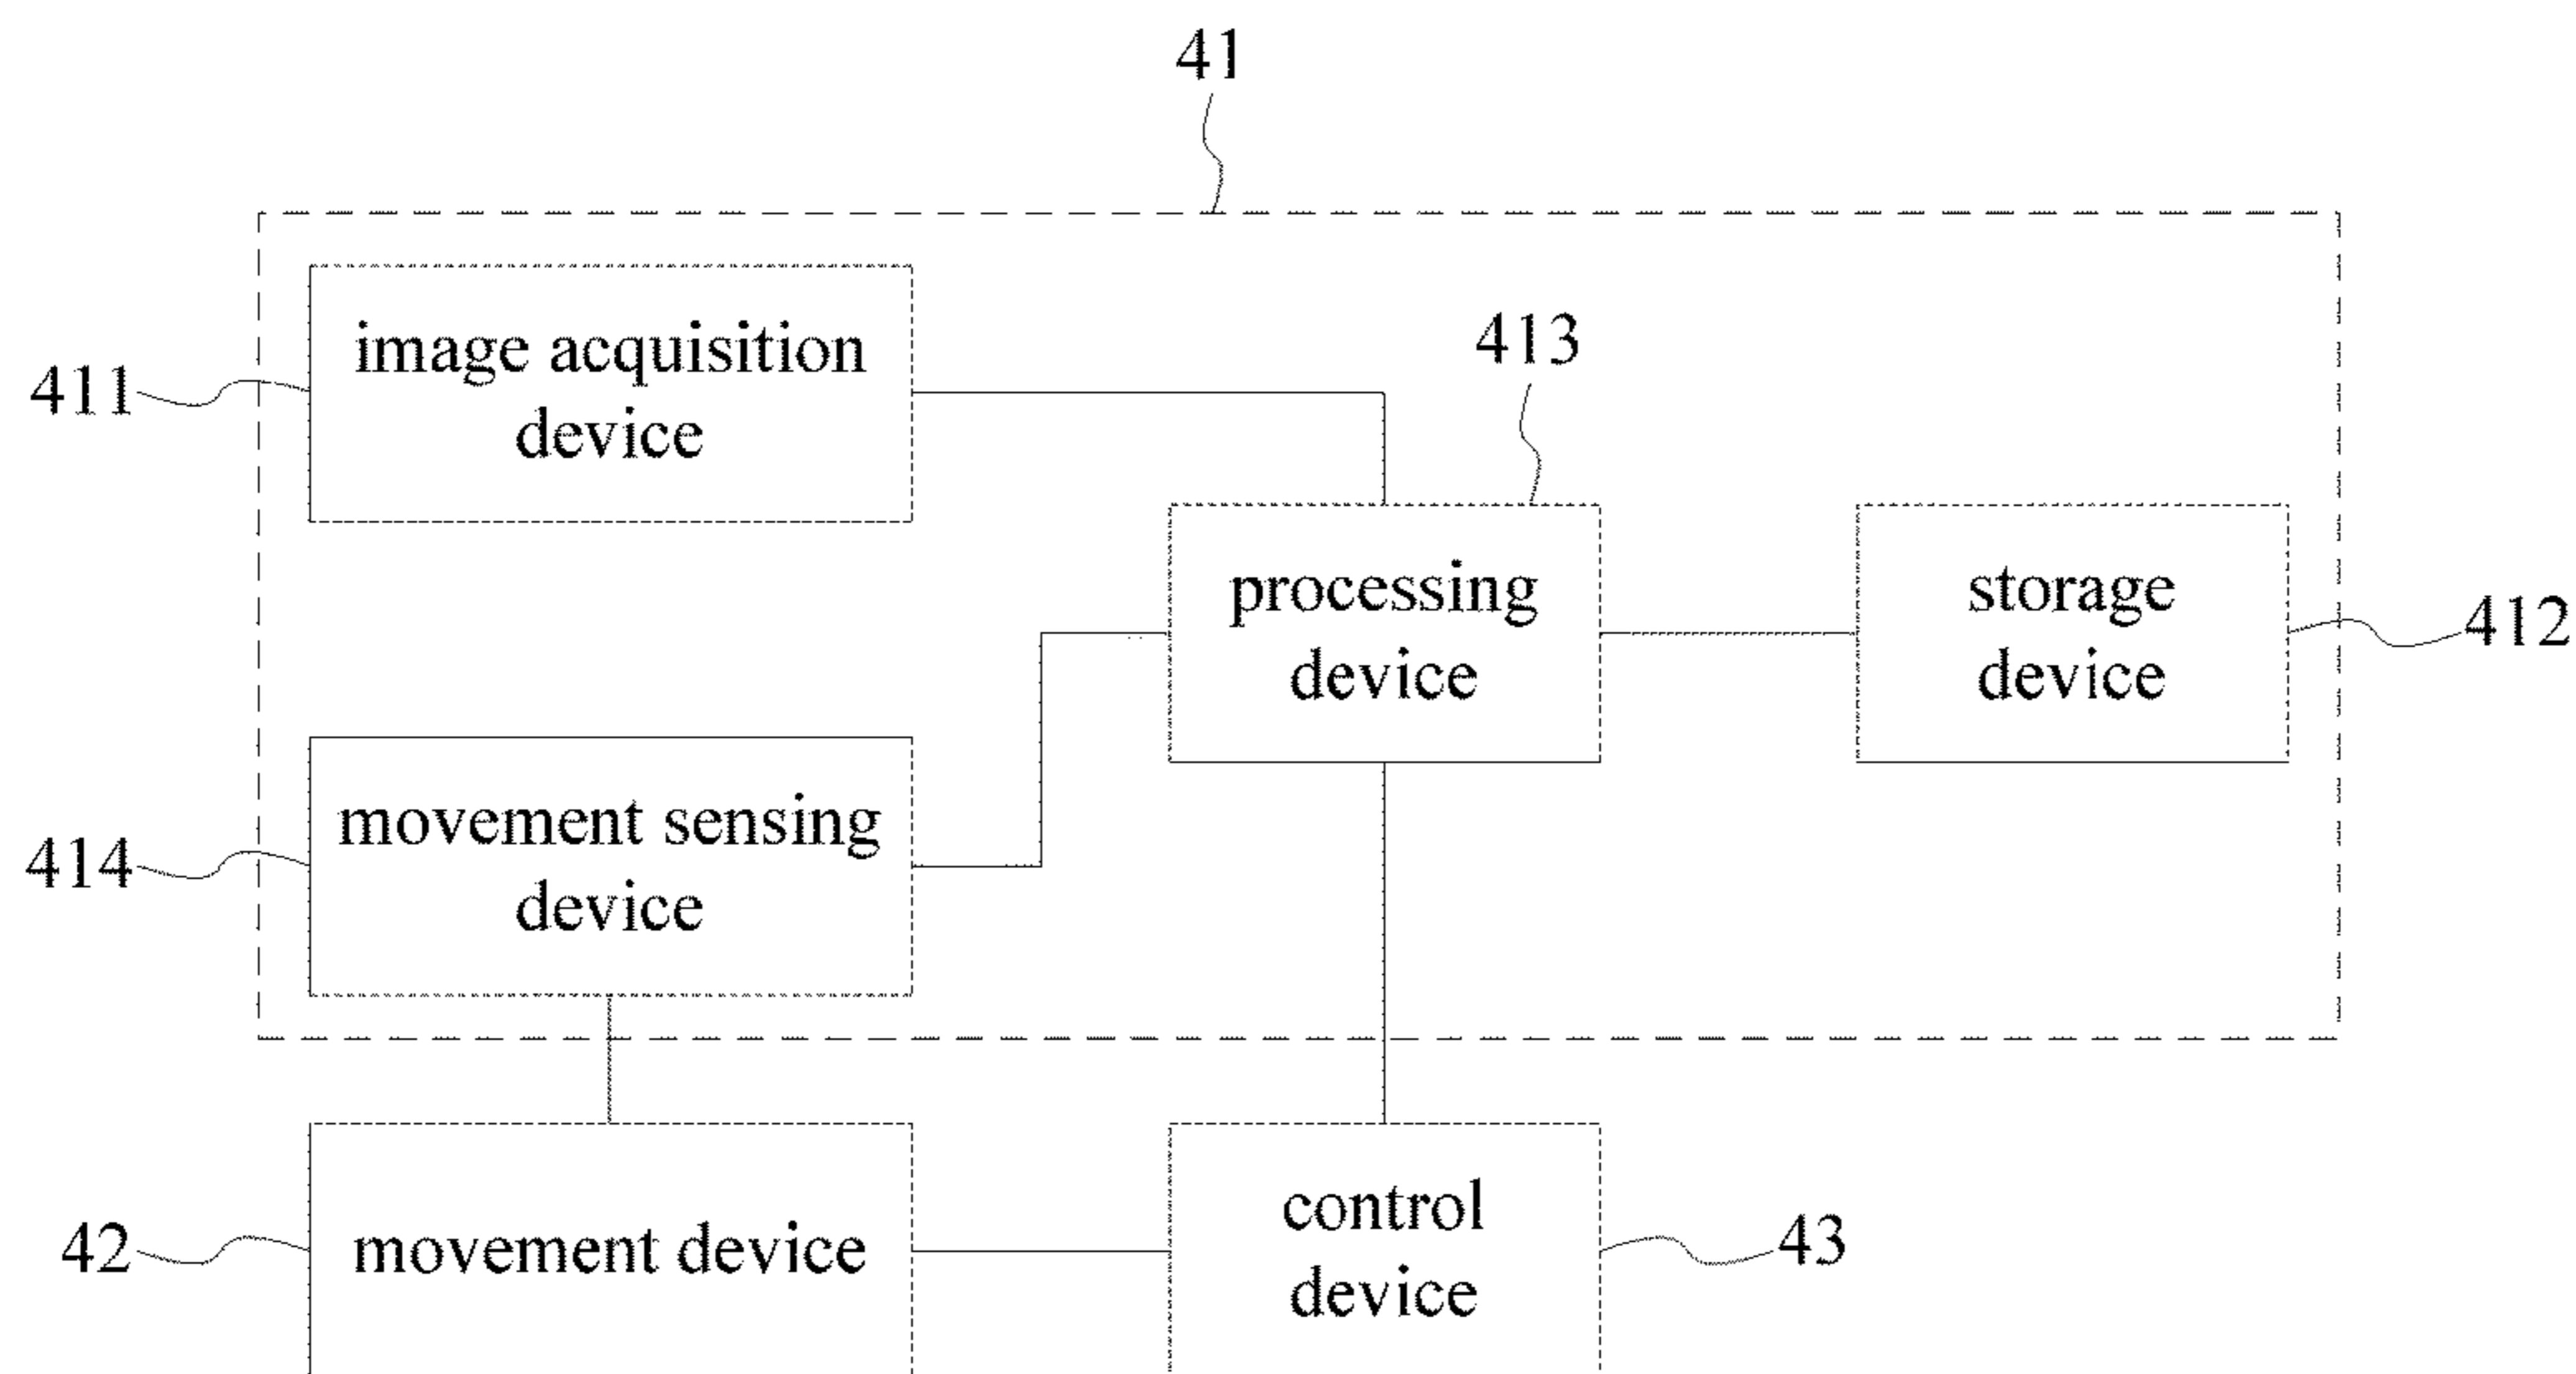 41
image acquisition
device
411
413
processing
device
storage
device
412
movement sensing
device
414
42
movement device
control
device
43